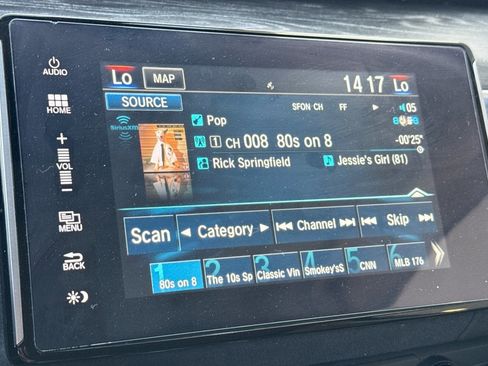 AUDIO
Lo
MAP
14 17
Lo
HOME
SOURCE
SFON CH
FF
05
SiriusXM
Pop
+
VOL
−
1 CH 008 80s on 8
-00'25"
Rick Springfield
Jessie's Girl (81)
MENU
Scan
Category
Channel
Skip
BACK
1
80s on 8
2
The 10s Sp
3
Classic Vin
4
Smokey'sS
5
CNN
6
MLB 176